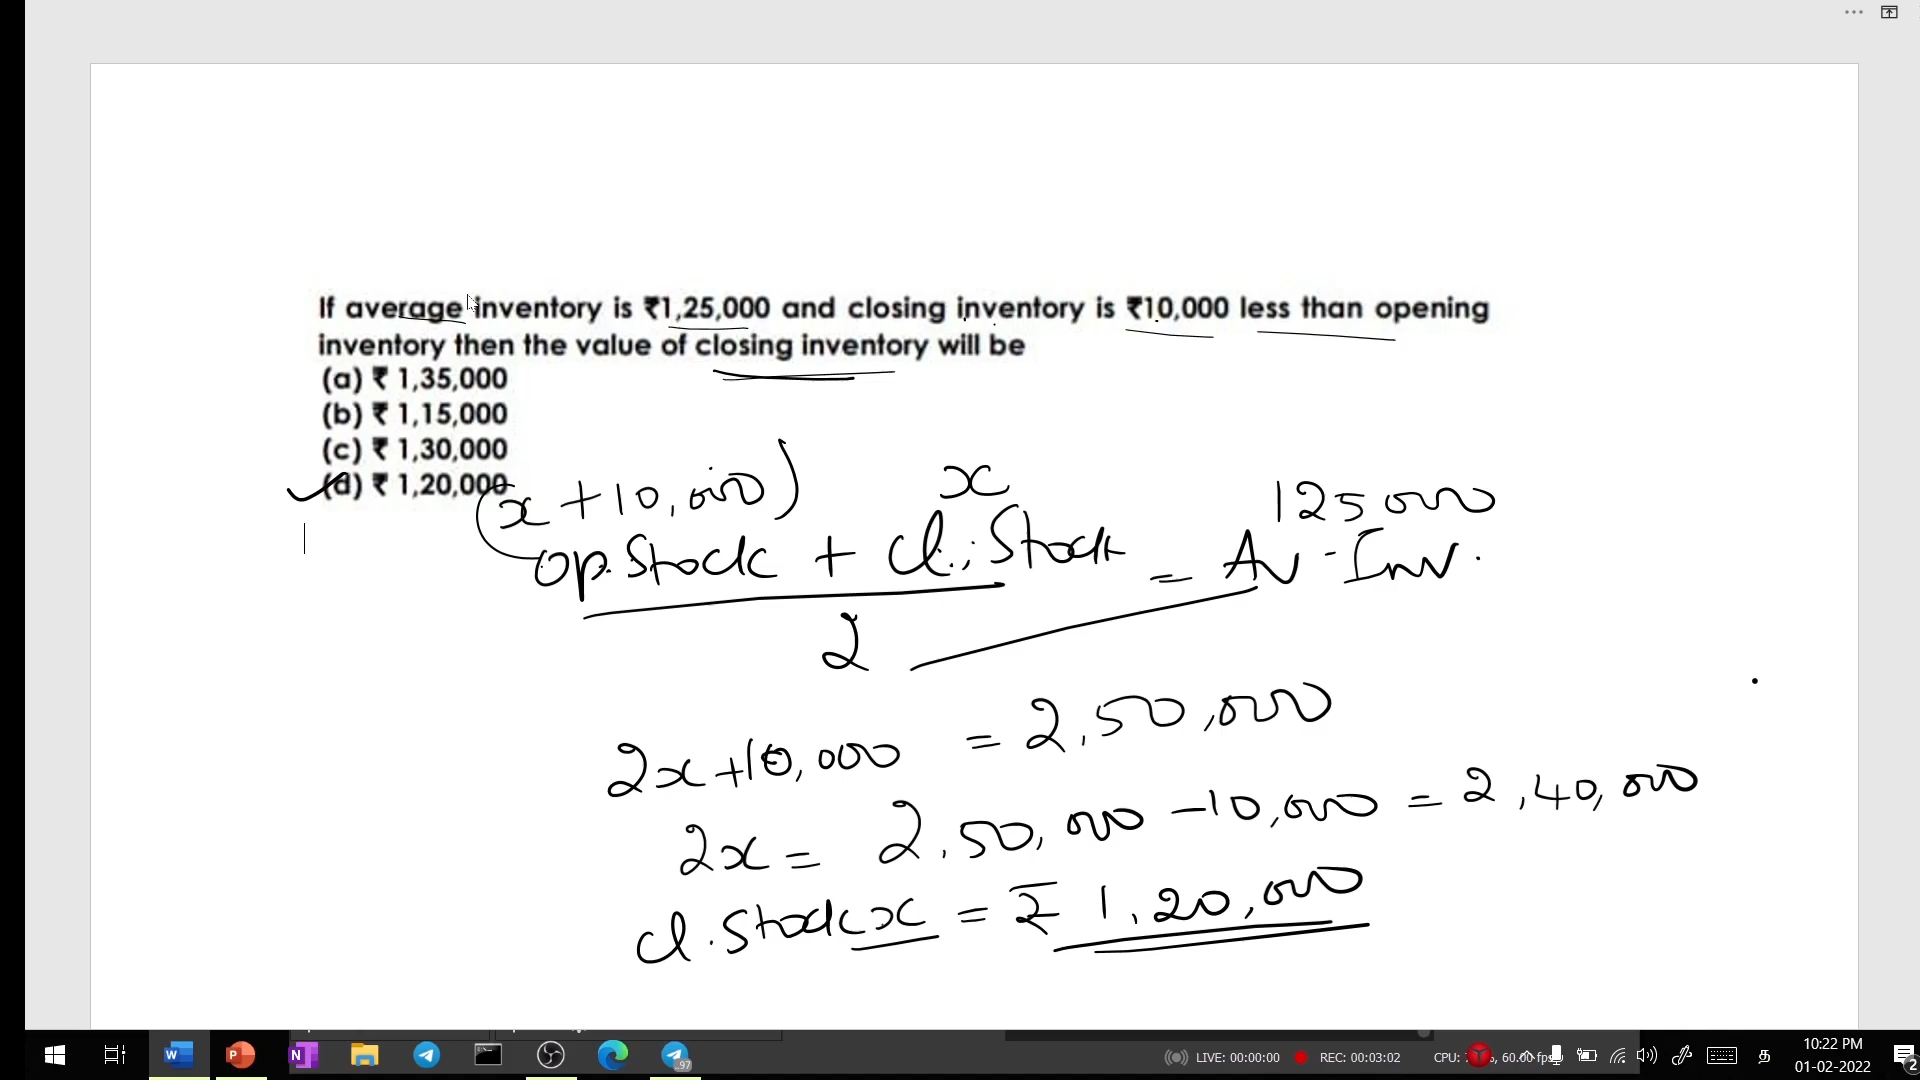 If average inventory is ₹1,25,000 and closing inventory is ₹10,000 less than opening
inventory then the value of closing inventory will be
(a) ₹ 1,35,000
(b) ₹ 1,15,000
(c) ₹ 1,30,000
(d) ₹ 1,20,000
(x + 10,000) x 125000
Op. Stock + Cl. Stock = Av. Inv.
2
2x + 10,000 = 2,50,000
2x = 2,50,000 - 10,000 = 2,40,000
Cl. Stock x = ₹ 1,20,000
LIVE: 00:00:00 REC: 00:03:02 CPU: 60.00 fps
10:22 PM
01-02-2022